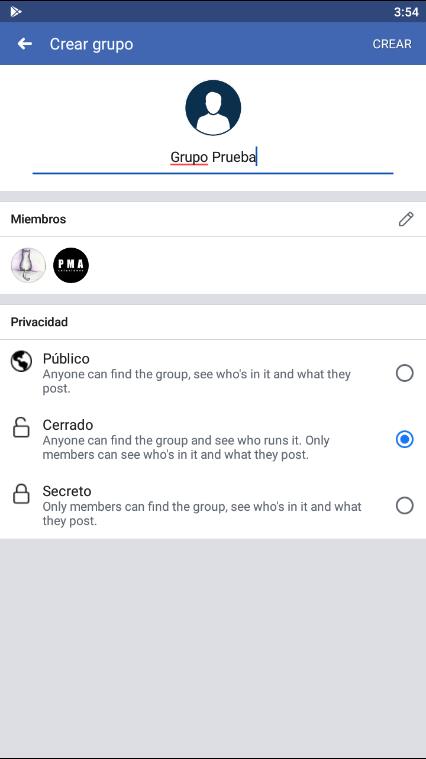 3:54
Crear grupo
CREAR
Grupo Prueba
Miembros
PMA
Privacidad
Público
Anyone can find the group, see who's in it and what they
post.
Cerrado
Anyone can find the group and see who runs it. Only
members can see who's in it and what they post.
Secreto
Only members can find the group, see who's in it and what
they post.